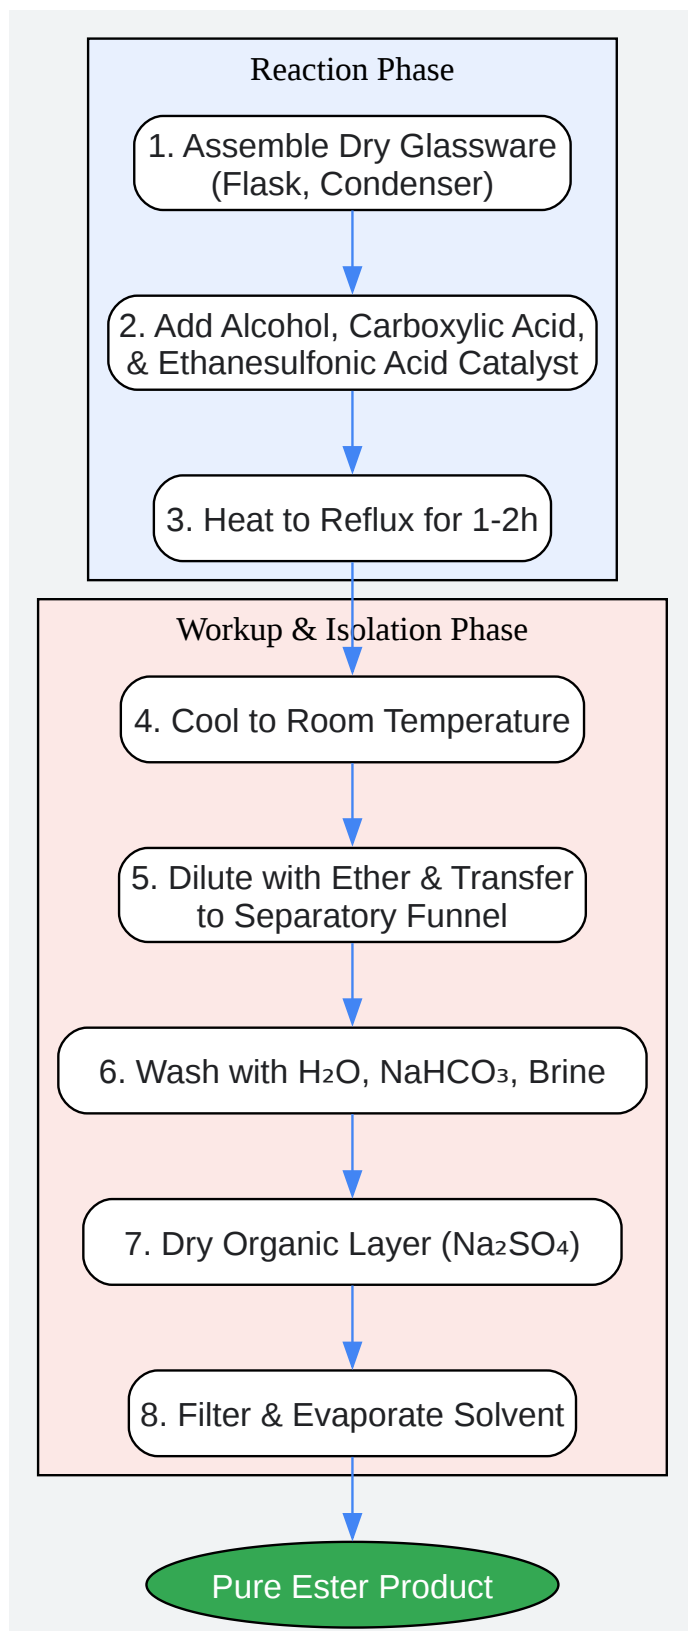 Reaction Phase
1. Assemble Dry Glassware
(Flask, Condenser)
2. Add Alcohol, Carboxylic Acid,
& Ethanesulfonic Acid Catalyst
3. Heat to Reflux for 1-2h
Workup & Isolation Phase
4. Cool to Room Temperature
5. Dilute with Ether & Transfer
to Separatory Funnel
6. Wash with H₂O, NaHCO₃, Brine
7. Dry Organic Layer (Na₂SO₄)
8. Filter & Evaporate Solvent
Pure Ester Product